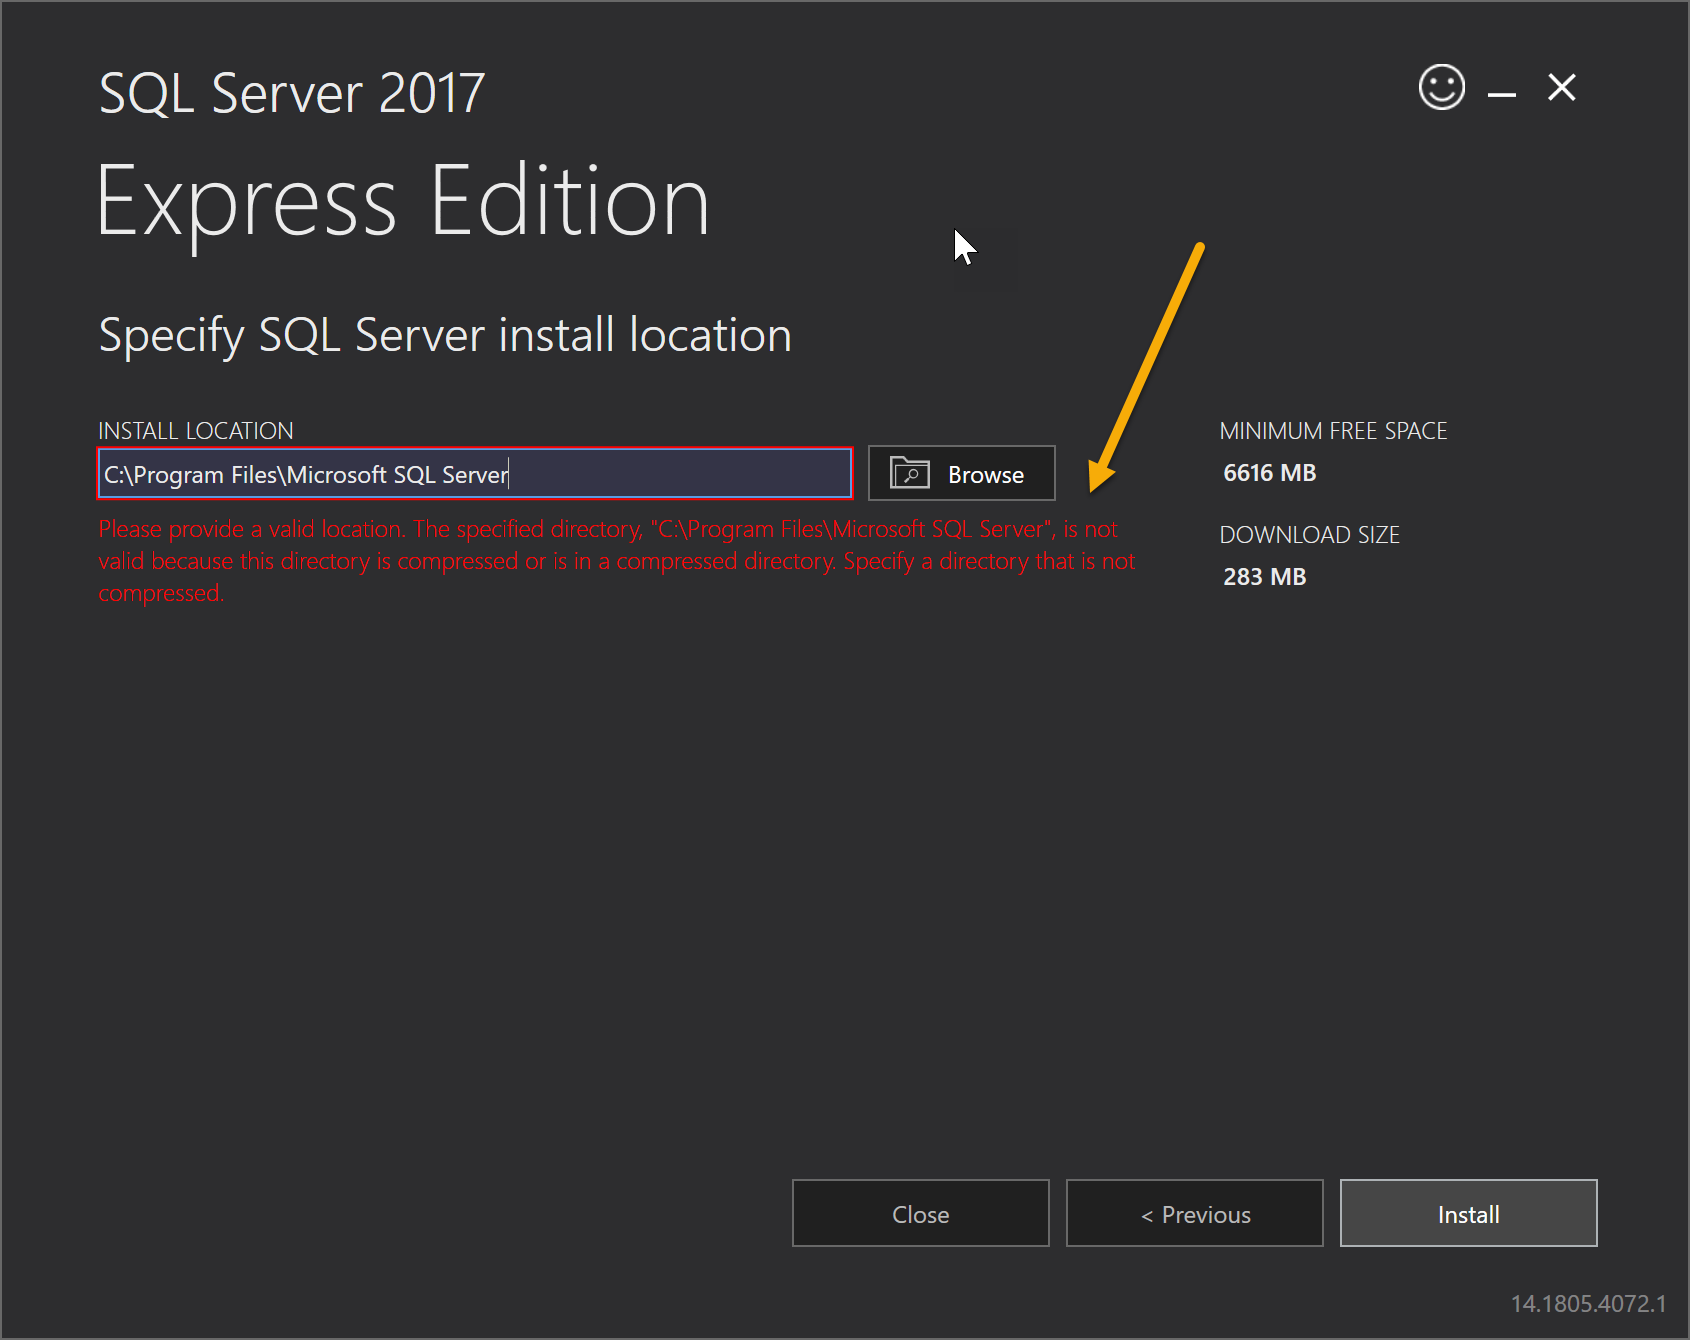 SQL Server 2017
Express Edition
Specify SQL Server install location
INSTALL LOCATION
C:\Program Files\Microsoft SQL Server
Browse
Please provide a valid location. The specified directory, "C:\Program Files\Microsoft SQL Server", is not
valid because this directory is compressed or is in a compressed directory. Specify a directory that is not
compressed.
MINIMUM FREE SPACE
6616 MB
DOWNLOAD SIZE
283 MB
Close
< Previous
Install
14.1805.4072.1